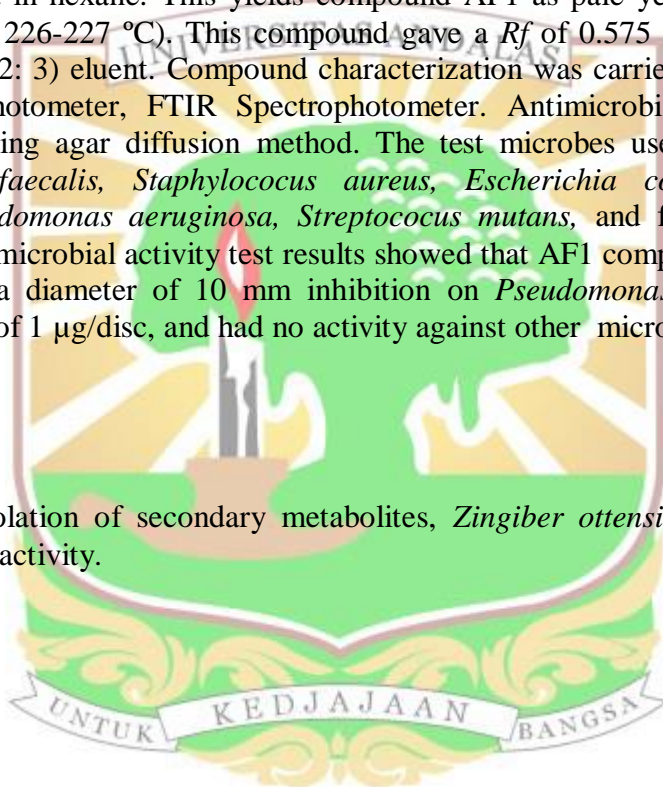 in hexane. This yields compound AF1 as pale ye
226-227 ºC). This compound gave a Rf of 0.575
UNIVERSITAS ANDALAS
2: 3) eluent. Compound characterization was carrie
hotometer, FTIR Spectrophotometer. Antimicrobi
ing agar diffusion method. The test microbes use
faecalis, Staphylococus aureus, Escherichia co
domonas aeruginosa, Streptococus mutans, and f
microbial activity test results showed that AF1 comp
a diameter of 10 mm inhibition on Pseudomonas
of 1 µg/disc, and had no activity against other micro
olation of secondary metabolites, Zingiber ottensi
activity.
UNTUK KEDJAJAAN BANGSA